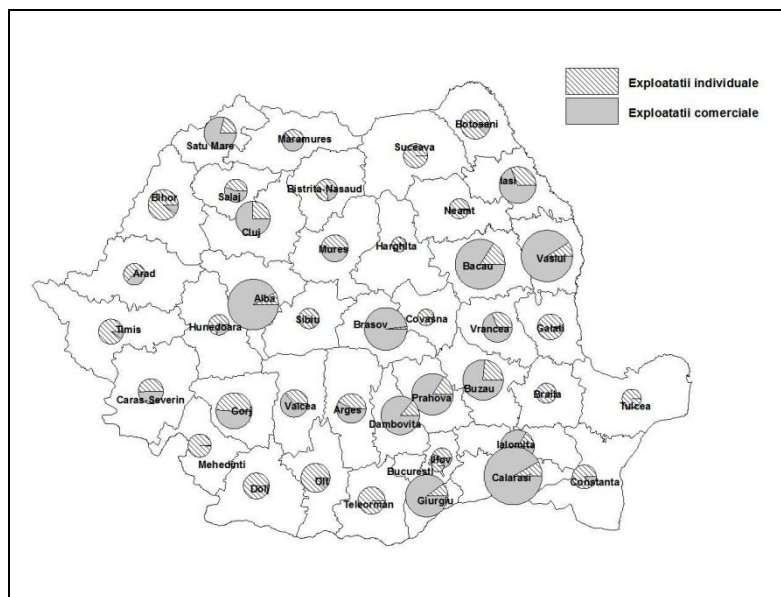 Exploatatii individuale
Exploatatii comerciale
Botosani
Satu Mare
Maramures
Suceava
Iasi
Bihor
Salaj
Bistrita-Nasaud
Neamt
Cluj
Mures
Harghita
Bacau
Vaslui
Arad
Alba
Timis
Hunedoara
Sibiu
Brasov
Covasna
Vrancea
Galati
Caras-Severin
Gorj
Valcea
Arges
Prahova
Buzau
Braila
Tulcea
Dambovita
Mehedinti
Ialomita
Ilfov
Bucuresti
Calarasi
Constanta
Dolj
Olt
Teleorman
Giurgiu